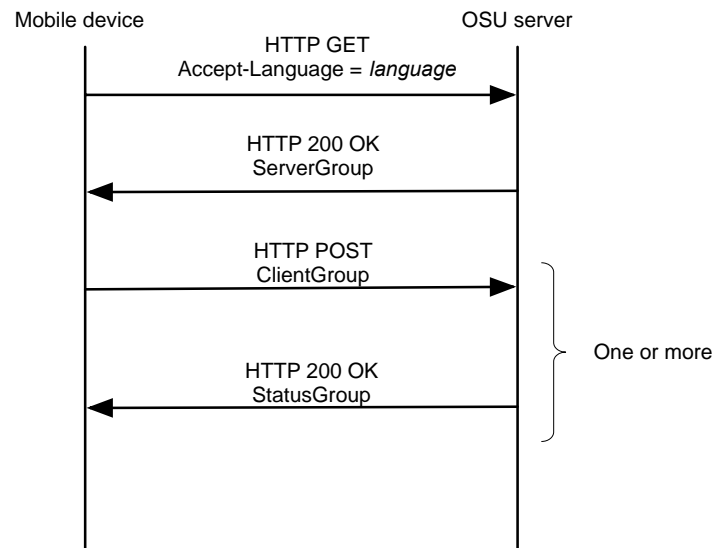 Mobile device
OSU server
HTTP GET
Accept-Language = language
HTTP 200 OK
ServerGroup
HTTP POST
ClientGroup
One or more
HTTP 200 OK
StatusGroup